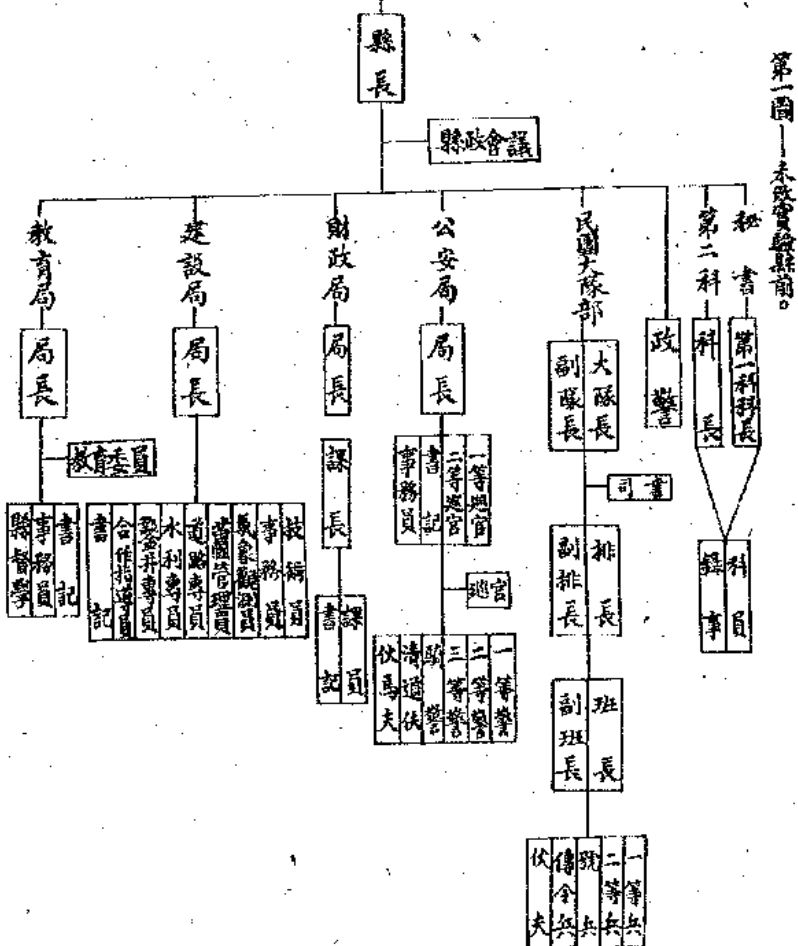 第一圖——未改實驗縣前。
縣長
縣政會議
秘書
第一科科長
第二科
科長
科員
錄事
政警
民團大隊部
大隊長
副隊長
司書
排長
副排長
班長
副班長
一等兵
二等兵
號兵
傳令兵
伙夫
公安局
局長
一等巡官
二等巡官
書記
事務員
巡官
一等警
二等警
三等警
騎警
清道伕
伙馬夫
財政局
局長
課長
課員
書記
建設局
局長
技術員
事務員
氣象觀測員
苗圃管理員
道路專員
水利專員
鑿井專員
合作指導員
書記
教育局
局長
教育委員
書記
事務員
縣督學